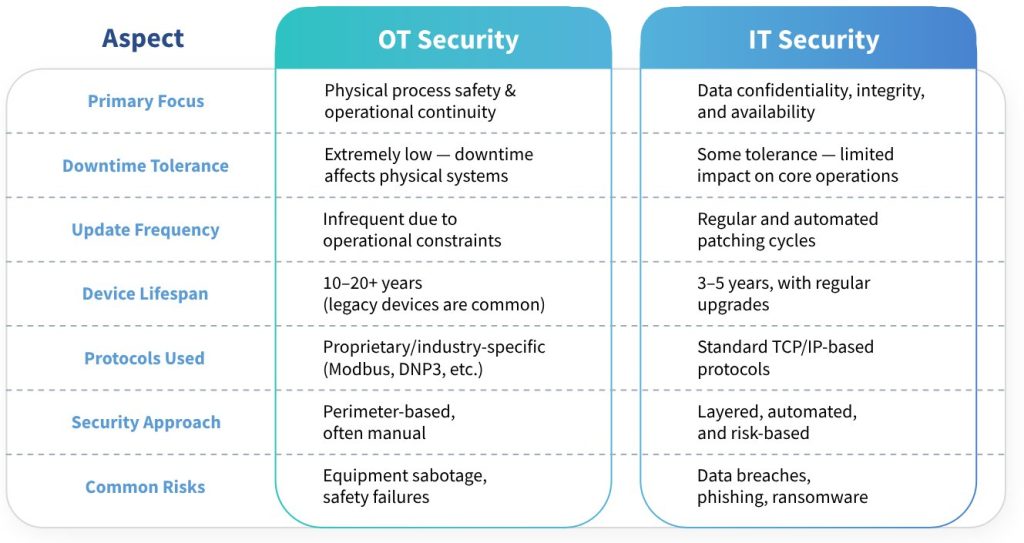 Aspect
OT Security
IT Security
Primary Focus
Physical process safety &
operational continuity
Data confidentiality, integrity,
and availability
Downtime Tolerance
Extremely low — downtime
affects physical systems
Some tolerance — limited
impact on core operations
Update Frequency
Infrequent due to
operational constraints
Regular and automated
patching cycles
Device Lifespan
10–20+ years
(legacy devices are common)
3–5 years, with regular
upgrades
Protocols Used
Proprietary/industry-specific
(Modbus, DNP3, etc.)
Standard TCP/IP-based
protocols
Security Approach
Perimeter-based,
often manual
Layered, automated,
and risk-based
Common Risks
Equipment sabotage,
safety failures
Data breaches,
phishing, ransomware